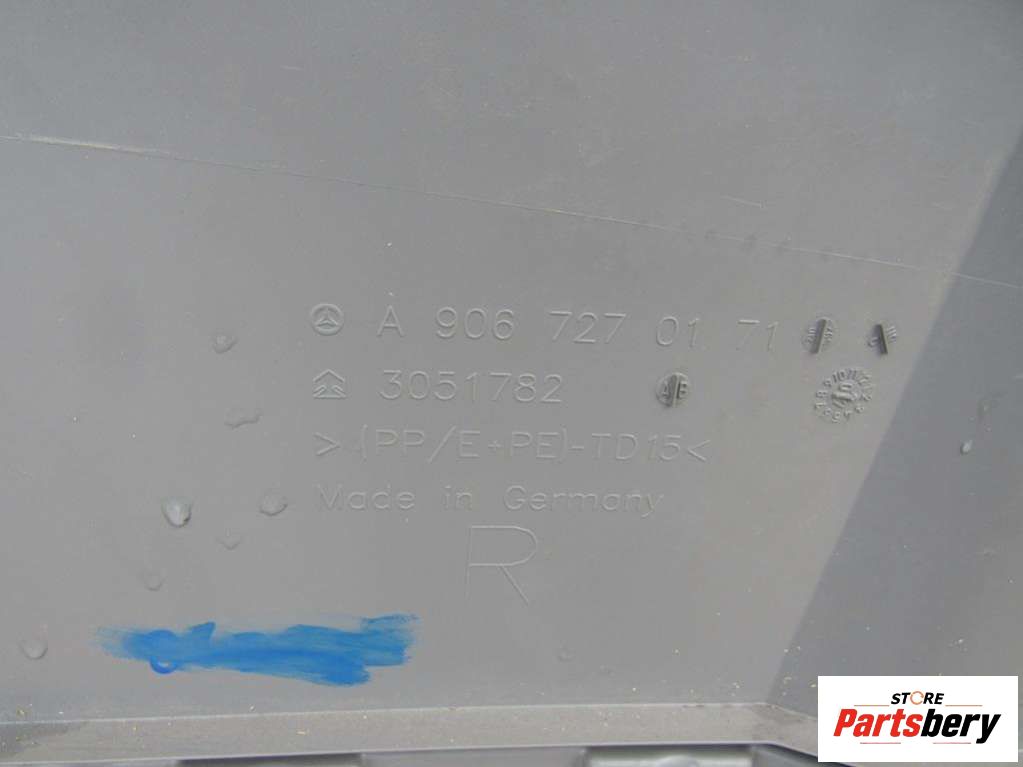 A 906 727 01 71
3051782 A B
>(PP/E+PE)-TD15<
Made in Germany
R
STORE
Partsbery